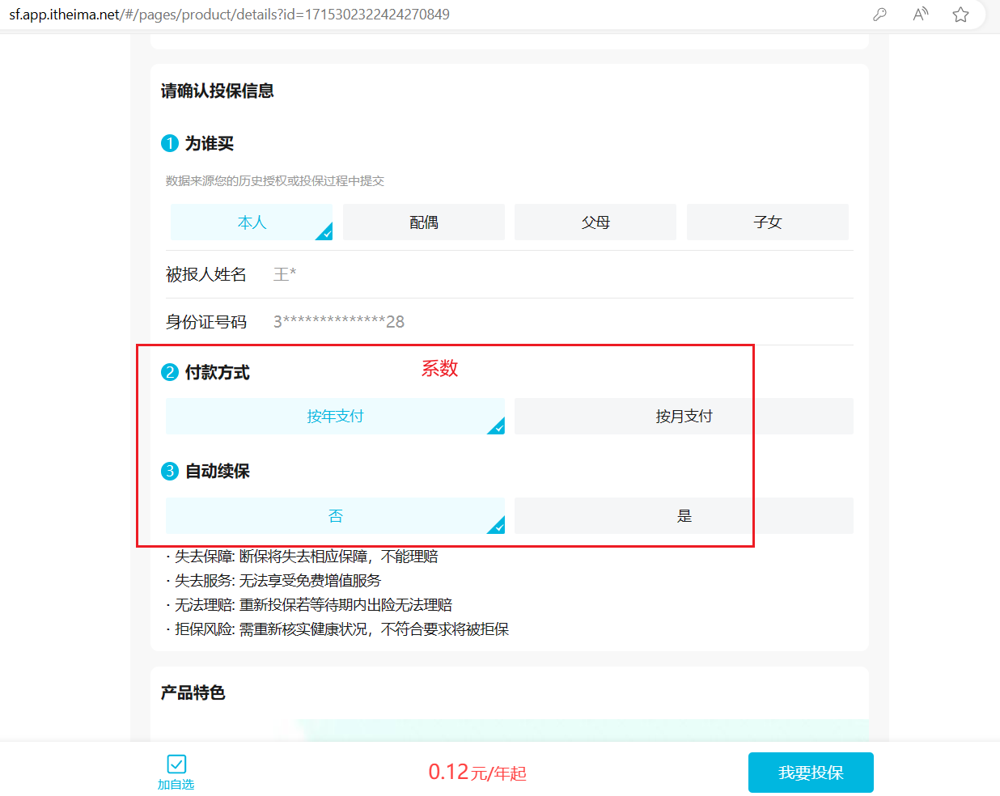 sf.app.itheima.net/#/pages/product/details?id=1715302322424270849
请确认投保信息
1 为谁买
数据来源您的历史授权或投保过程中提交
本人 配偶 父母 子女
被报人姓名 王*
身份证号码 3**************28
系数
2 付款方式
按年支付 按月支付
3 自动续保
否 是
· 失去保障: 断保将失去相应保障，不能理赔
· 失去服务: 无法享受免费增值服务
· 无法理赔: 重新投保若等待期内出险无法理赔
· 拒保风险: 需重新核实健康状况，不符合要求将被拒保
产品特色
加自选 0.12元/年起 我要投保